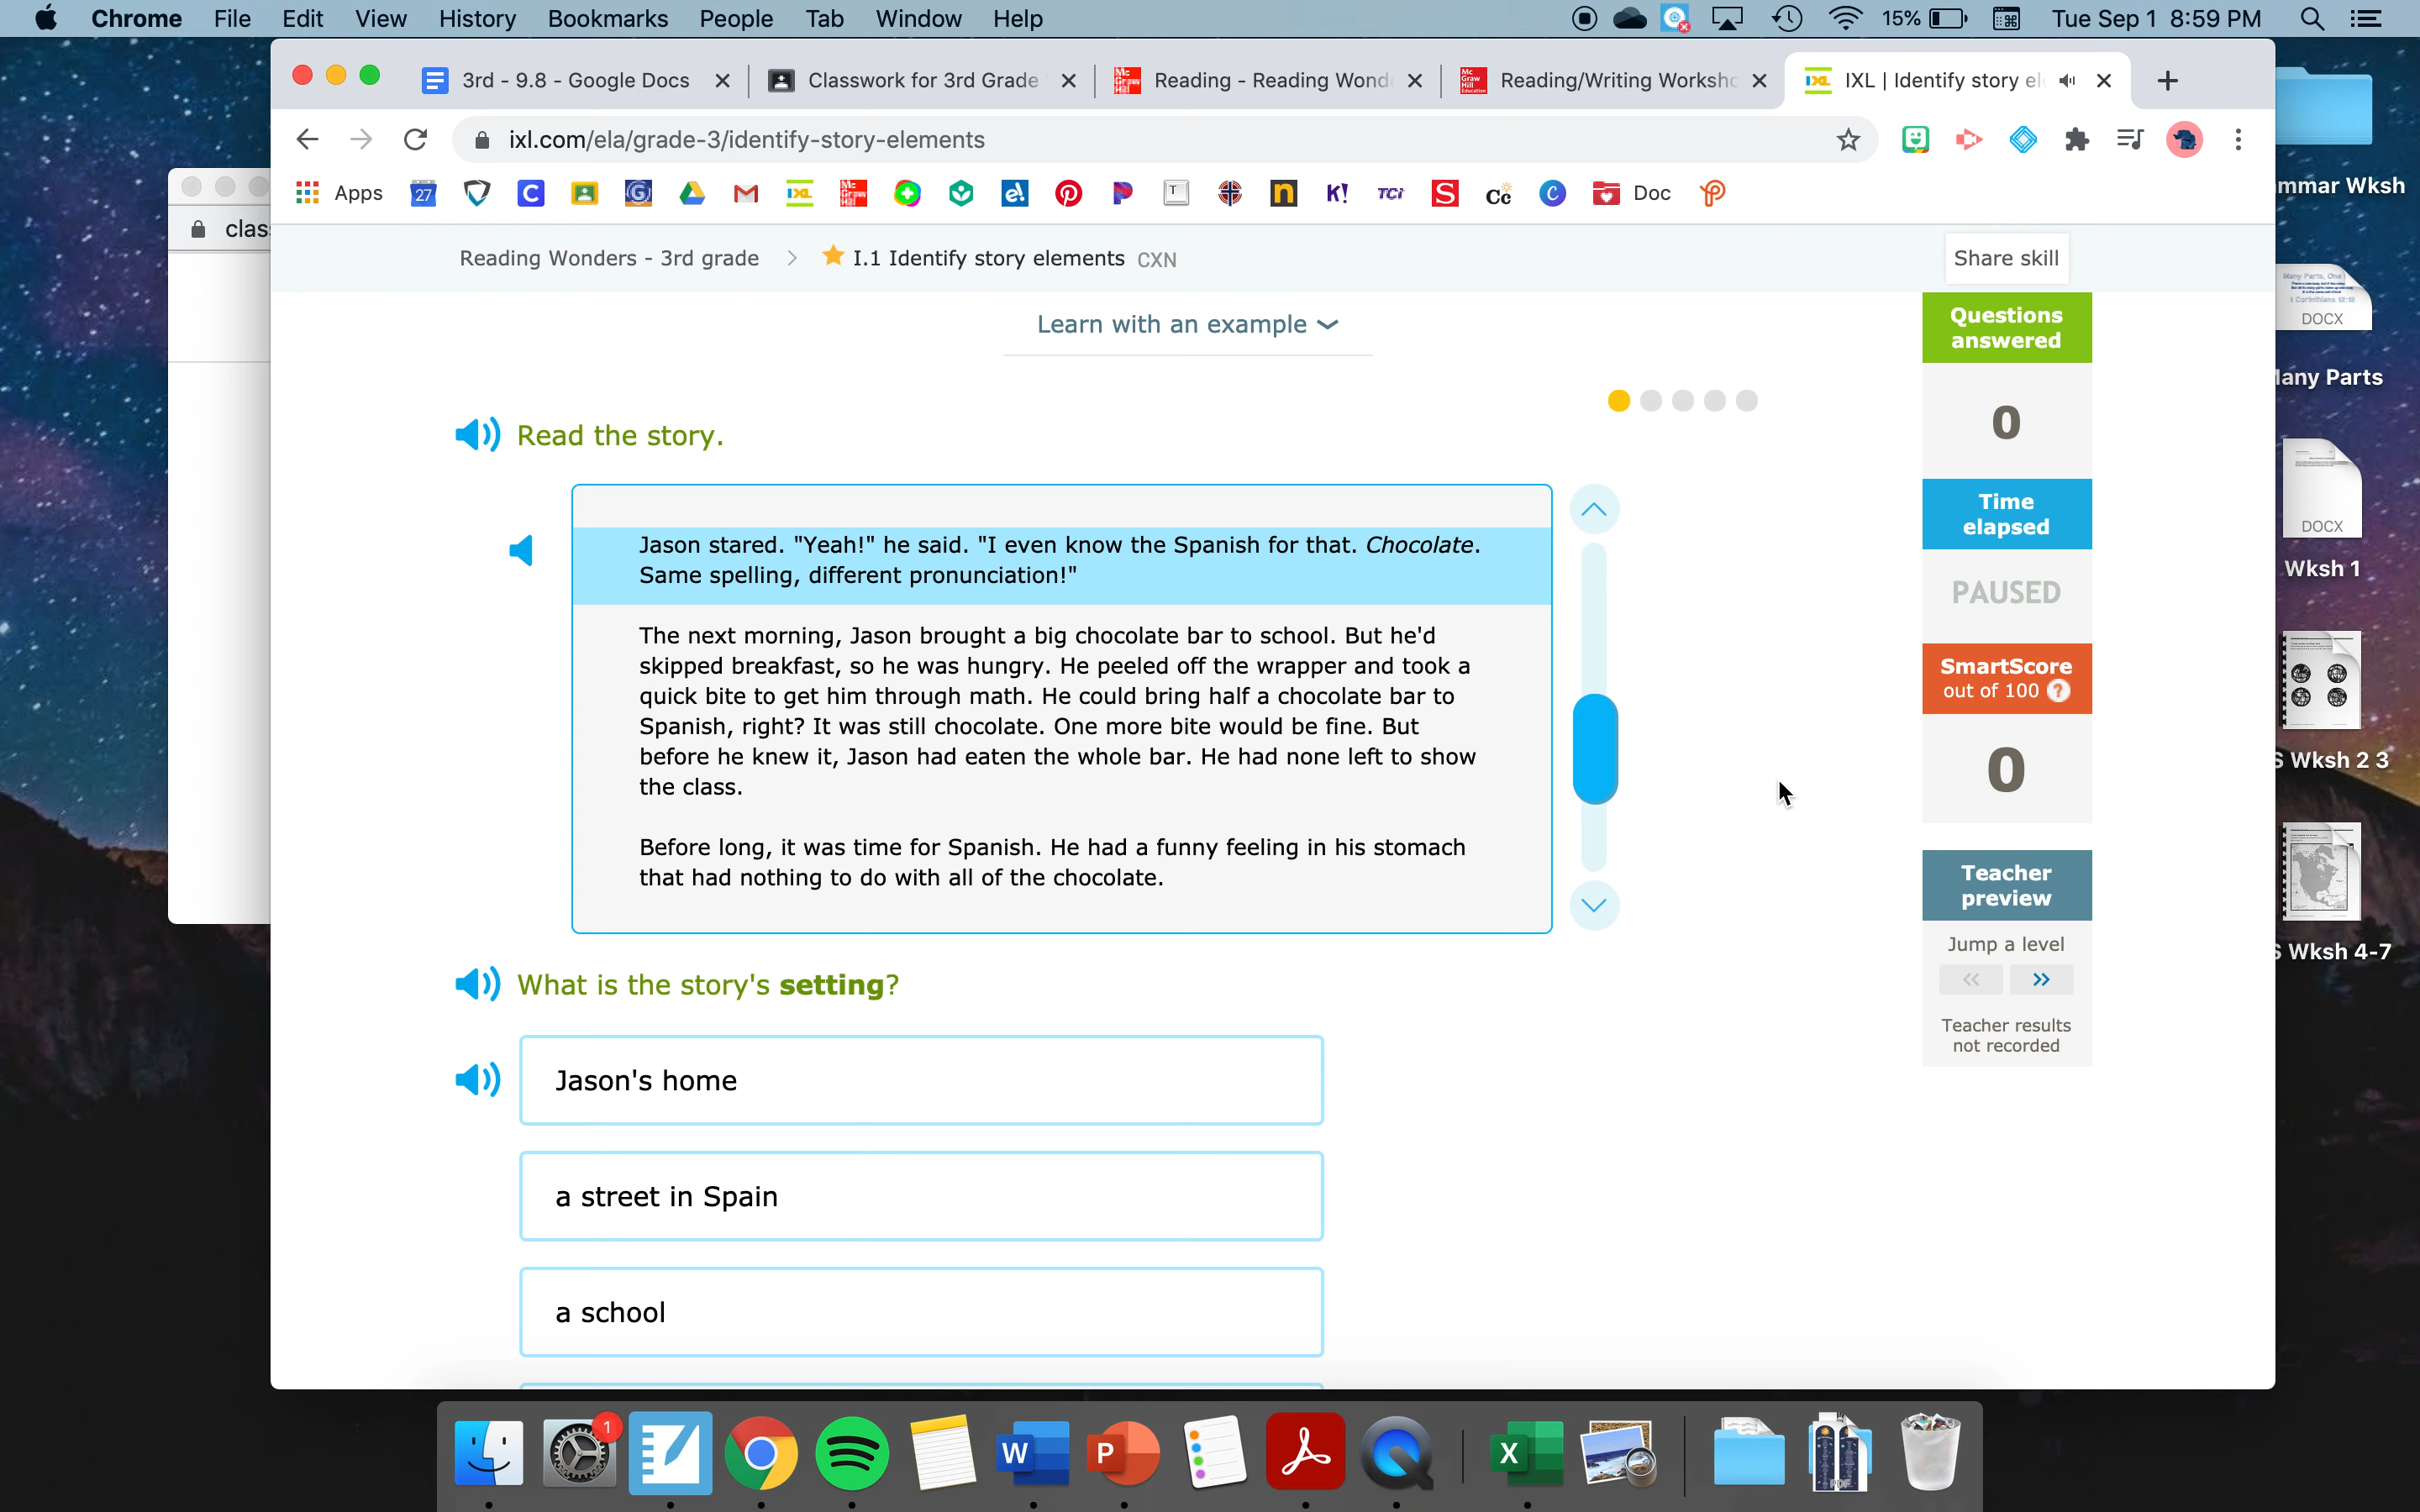 Chrome File Edit View History Bookmarks People Tab Window Help 15% Tue Sep 1 8:59 PM
3rd - 9.8 - Google Docs Classwork for 3rd Grade Reading - Reading Wond Reading/Writing Worksho IXL | Identify story el
ixl.com/ela/grade-3/identify-story-elements
Apps 27 Doc
clas
Reading Wonders - 3rd grade > I.1 Identify story elements CXN
Share skill
Learn with an example
Questions answered
0
Time elapsed
PAUSED
SmartScore
out of 100 ?
0
Teacher preview
Jump a level
Teacher results
not recorded
Read the story.
Jason stared. "Yeah!" he said. "I even know the Spanish for that. Chocolate.
Same spelling, different pronunciation!"
The next morning, Jason brought a big chocolate bar to school. But he'd
skipped breakfast, so he was hungry. He peeled off the wrapper and took a
quick bite to get him through math. He could bring half a chocolate bar to
Spanish, right? It was still chocolate. One more bite would be fine. But
before he knew it, Jason had eaten the whole bar. He had none left to show
the class.
Before long, it was time for Spanish. He had a funny feeling in his stomach
that had nothing to do with all of the chocolate.
What is the story's setting?
Jason's home
a street in Spain
a school
mmar Wksh
Many Parts, One
1 Corinthians 12:12
DOCX
Many Parts
DOCX
Wksh 1
S Wksh 2 3
S Wksh 4-7